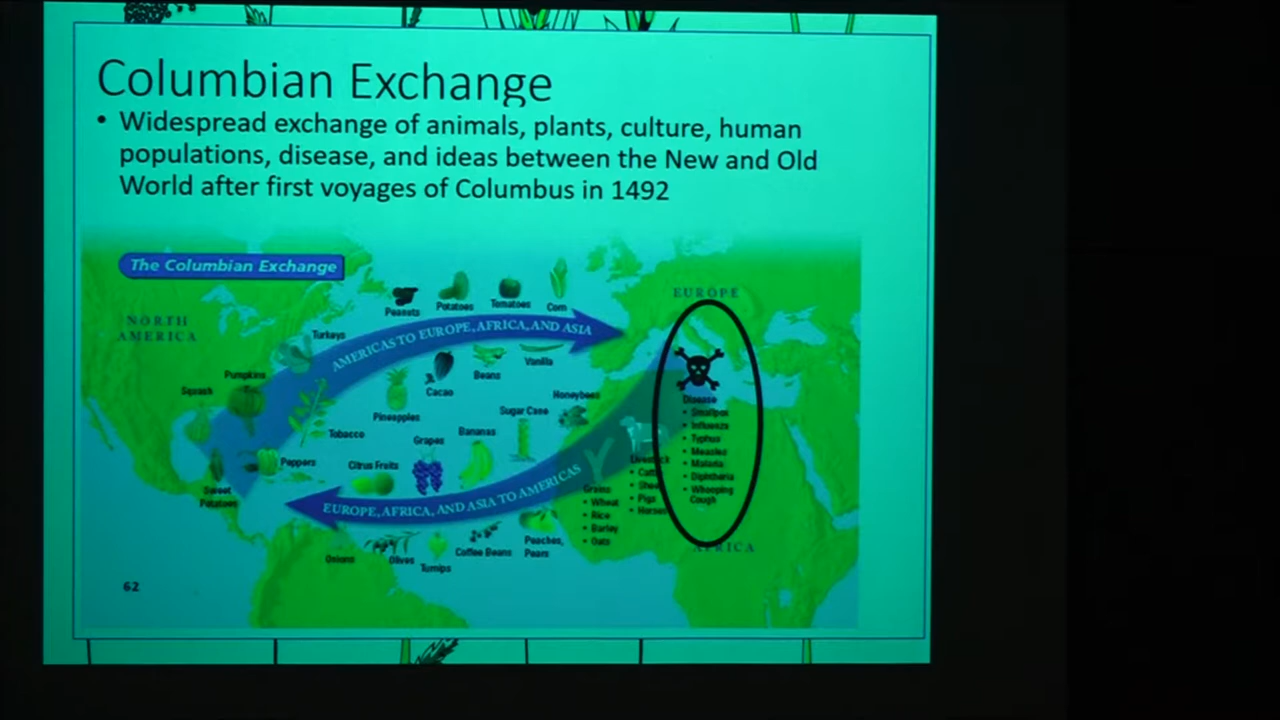 Columbian Exchange
• Widespread exchange of animals, plants, culture, human
populations, disease, and ideas between the New and Old
World after first voyages of Columbus in 1492
The Columbian Exchange
EUROPE
NORTH
AMERICA
Peanuts
Potatoes
Tomatoes
Corn
Turkeys
AMERICAS TO EUROPE, AFRICA, AND ASIA
Pumpkins
Squash
Cacao
Beans
Vanilla
Pineapples
Tobacco
Honeybees
Sugar Cane
Bananas
Grapes
Citrus Fruits
Peppers
Sweet
Potatoes
EUROPE, AFRICA, AND ASIA TO AMERICAS
Onions
Olives
Turnips
Coffee Beans
Peaches,
Pears
Grains
• Wheat
• Rice
• Barley
• Oats
Livestock
• Pigs
Disease
• Smallpox
• Influenza
• Typhus
• Measles
• Malaria
• Diphtheria
• Whooping
Cough
AFRICA
62